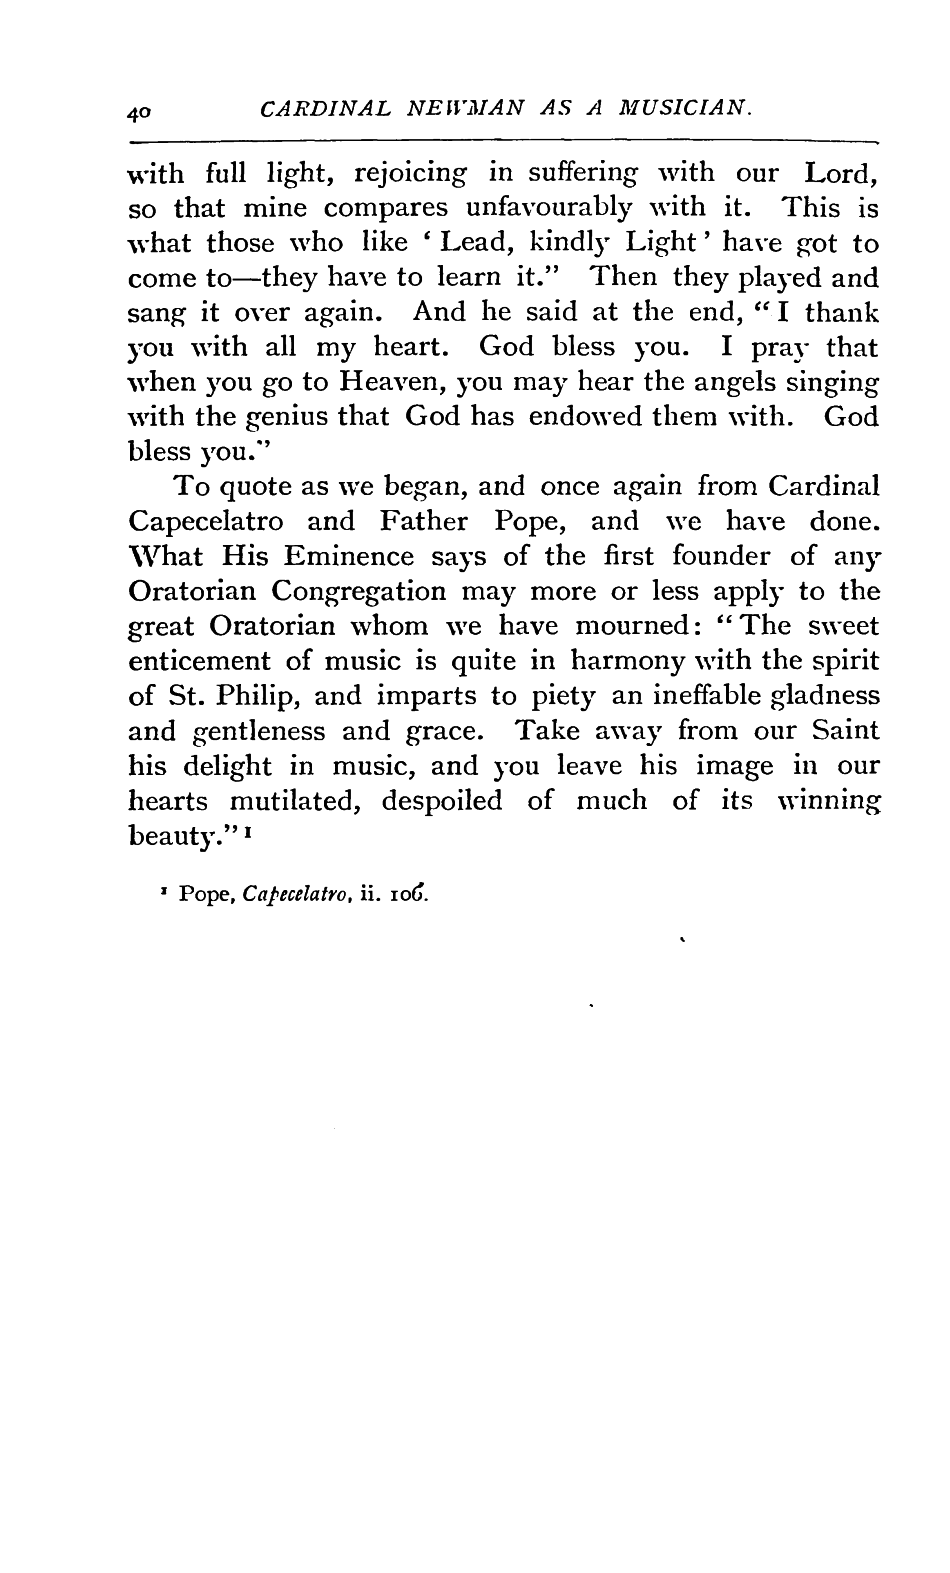 40 CARDINAL NEWMAN AS A MUSICIAN.
with full light, rejoicing in suffering with our Lord,
so that mine compares unfavourably with it. This is
what those who like ‘Lead, kindly Light’ have got to
come to—they have to learn it.” Then they played and
sang it over again. And he said at the end, “I thank
you with all my heart. God bless you. I pray that
when you go to Heaven, you may hear the angels singing
with the genius that God has endowed them with. God
bless you.”
To quote as we began, and once again from Cardinal
Capecelatro and Father Pope, and we have done.
What His Eminence says of the first founder of any
Oratorian Congregation may more or less apply to the
great Oratorian whom we have mourned: “The sweet
enticement of music is quite in harmony with the spirit
of St. Philip, and imparts to piety an ineffable gladness
and gentleness and grace. Take away from our Saint
his delight in music, and you leave his image in our
hearts mutilated, despoiled of much of its winning
beauty.” 1
1 Pope, Capecelatro, ii. 106.